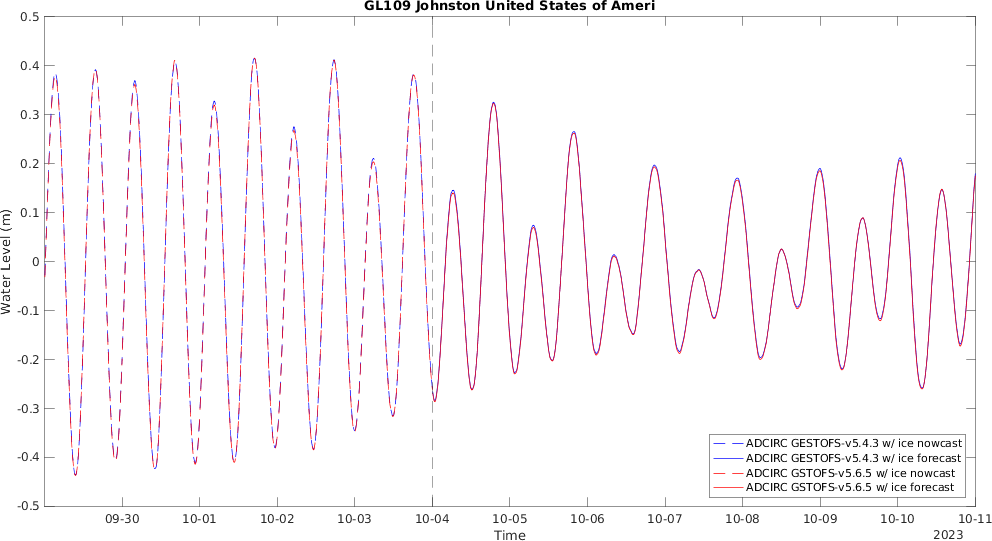 GL109 Johnston United States of Ameri
Water Level (m)
0.5
0.4
0.3
0.2
0.1
0
-0.1
-0.2
-0.3
-0.4
-0.5
09-30 10-01 10-02 10-03 10-04 10-05 10-06 10-07 10-08 10-09 10-10 10-11
Time
2023
ADCIRC GESTOFS-v5.4.3 w/ ice nowcast
ADCIRC GESTOFS-v5.4.3 w/ ice forecast
ADCIRC GSTOFS-v5.6.5 w/ ice nowcast
ADCIRC GSTOFS-v5.6.5 w/ ice forecast